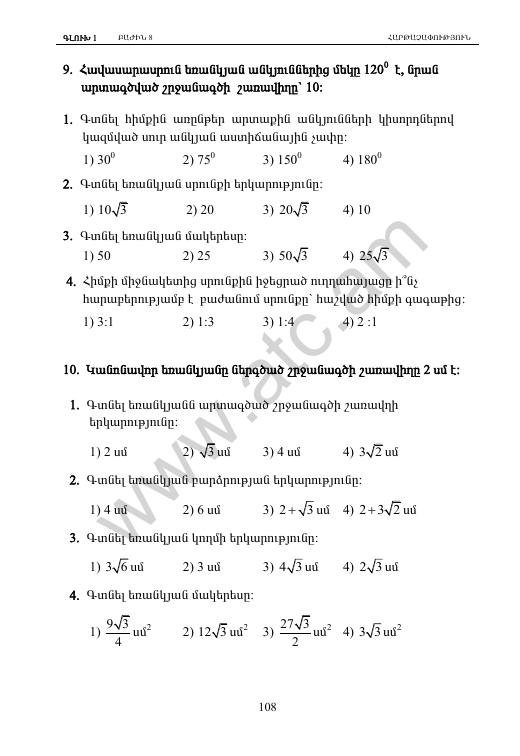 ԳԼՈՒԽ 1 ԲԱԺԻՆ 8 ՀԱՐԹԱՉԱՓՈՒԹՅՈՒՆ
9. Հավասարասրուն եռանկյան անկյուններից մեկը 120⁰ է, նրան
արտագծված շրջանագծի շառավիղը՝ 10:
1. Գտնել հիմքին առընթեր արտաքին անկյունների կիսորդներով
կազմված սուր անկյան աստիճանային չափը:
1) 30⁰ 2) 75⁰ 3) 150⁰ 4) 180⁰
2. Գտնել եռանկյան սրունքի երկարությունը:
1) 10√3 2) 20 3) 20√3 4) 10
3. Գտնել եռանկյան մակերեսը:
1) 50 2) 25 3) 50√3 4) 25√3
4. Հիմքի միջնակետից սրունքին իջեցրած ուղղահայացը ի՞նչ
հարաբերությամբ է բաժանում սրունքը՝ հաշված հիմքի գագաթից:
1) 3:1 2) 1:3 3) 1:4 4) 2 :1
10. Կանոնավոր եռանկյանը ներգծած շրջանագծի շառավիղը 2 սմ է:
1. Գտնել եռանկյանն արտագծած շրջանագծի շառավղի
երկարությունը:
1) 2 սմ 2) √3 սմ 3) 4 սմ 4) 3√2 սմ
2. Գտնել եռանկյան բարձրության երկարությունը:
1) 4 սմ 2) 6 սմ 3) 2+√3 սմ 4) 2+3√2 սմ
3. Գտնել եռանկյան կողմի երկարությունը:
1) 3√6 սմ 2) 3 սմ 3) 4√3 սմ 4) 2√3 սմ
4. Գտնել եռանկյան մակերեսը:
1) 9√3/4 սմ² 2) 12√3 սմ² 3) 27√3/2 սմ² 4) 3√3 սմ²
108
www.atc.am